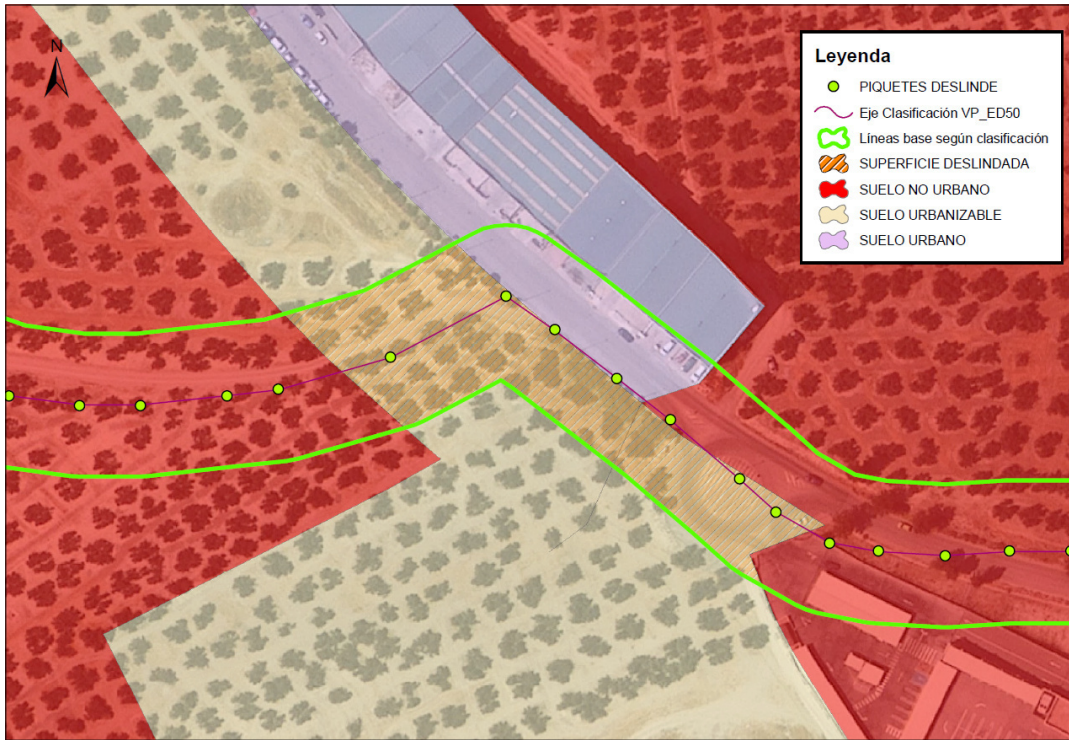 N
Leyenda
PIQUETES DESLINDE
Eje Clasificación VP_ED50
Líneas base según clasificación
SUPERFICIE DESLINDADA
SUELO NO URBANO
SUELO URBANIZABLE
SUELO URBANO